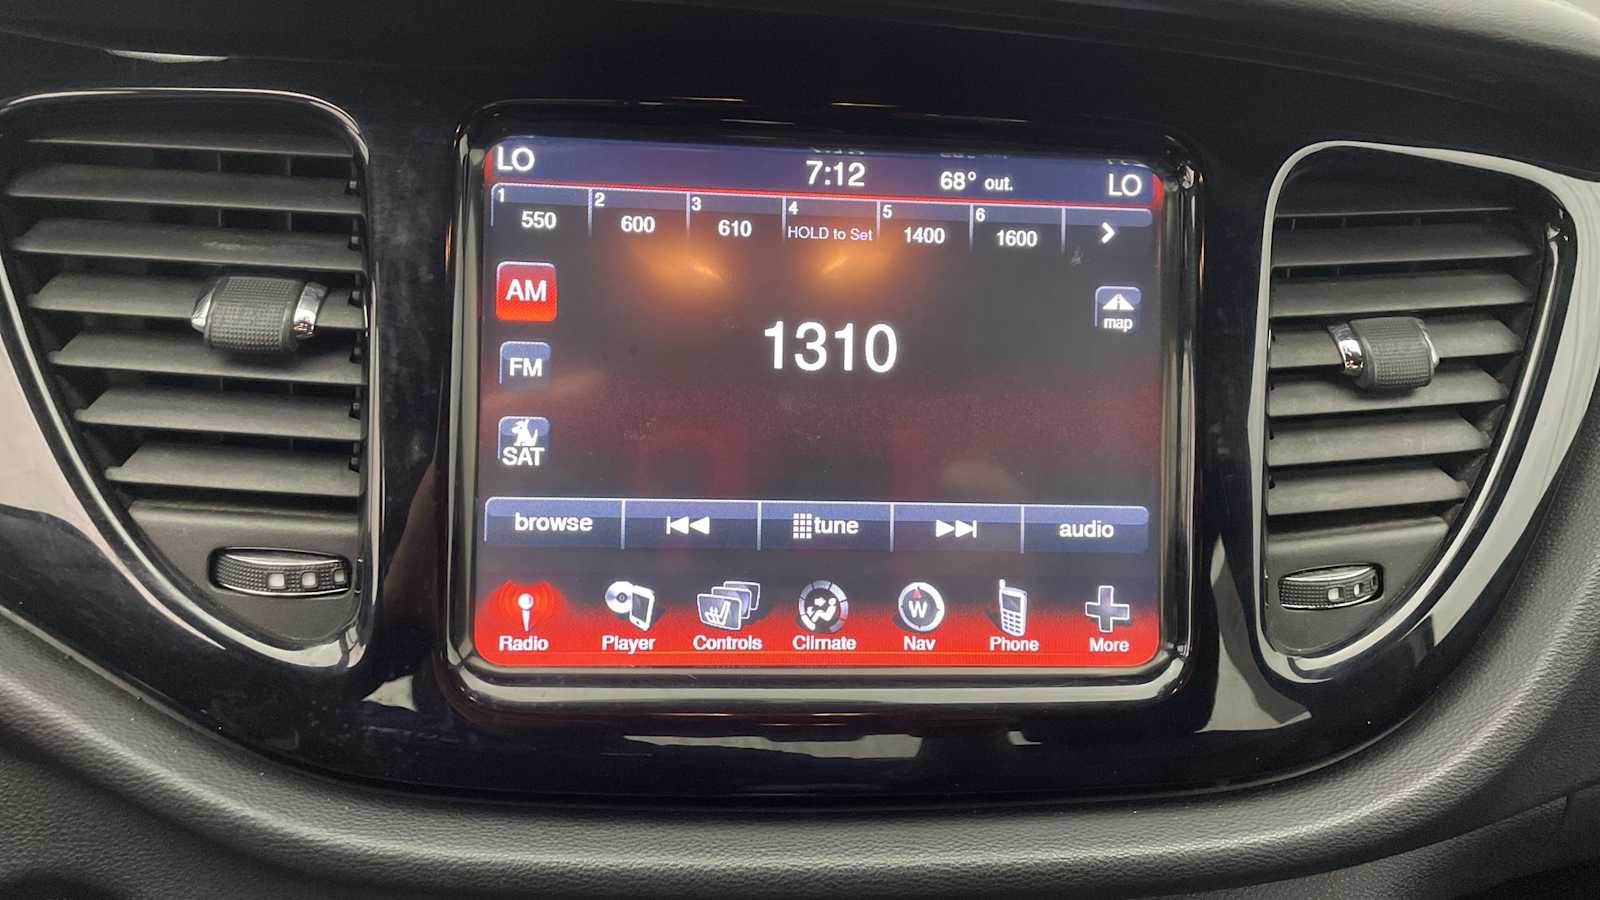 LO 7:12 68° out. LO
1 550 2 600 3 610 4 HOLD to Set 5 1400 6 1600
AM
map
1310
FM
SAT
browse tune audio
W
Radio Player Controls Climate Nav Phone More